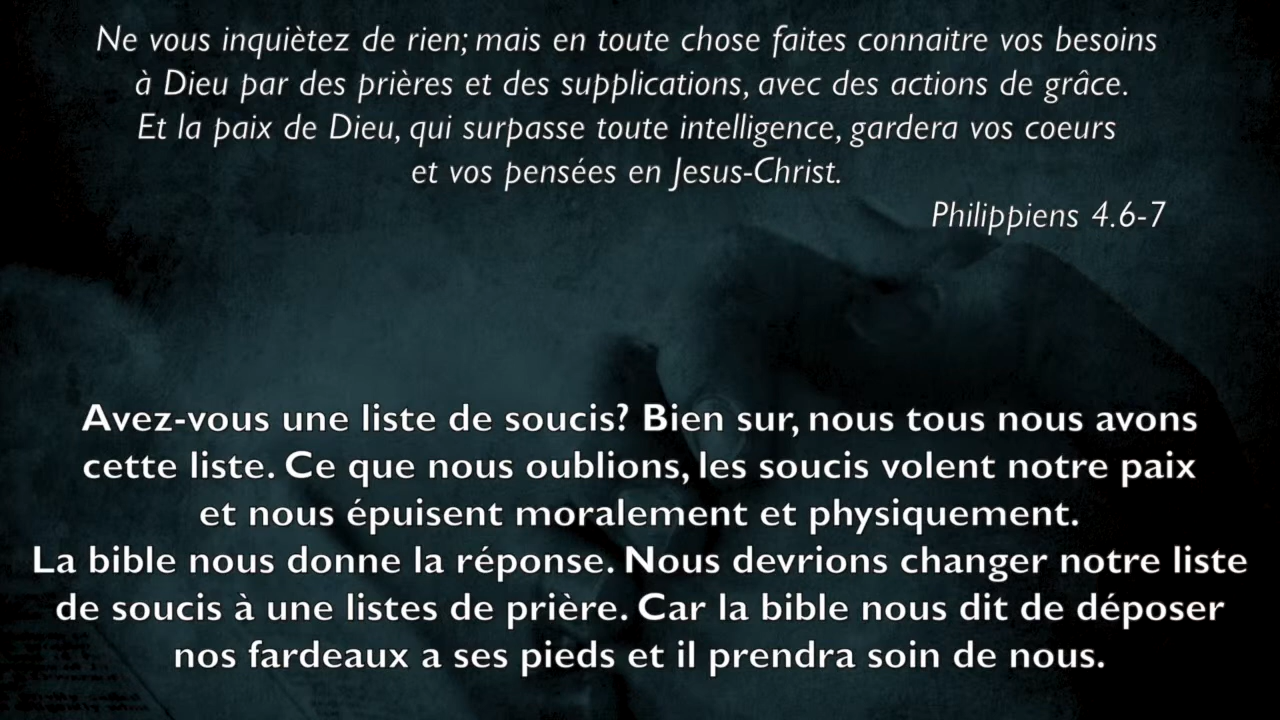 Ne vous inquiètez de rien; mais en toute chose faites connaitre vos besoins
à Dieu par des prières et des supplications, avec des actions de grâce.
Et la paix de Dieu, qui surpasse toute intelligence, gardera vos coeurs
et vos pensées en Jesus-Christ.
Philippiens 4.6-7
Avez-vous une liste de soucis? Bien sur, nous tous nous avons
cette liste. Ce que nous oublions, les soucis volent notre paix
et nous épuisent moralement et physiquement.
La bible nous donne la réponse. Nous devrions changer notre liste
de soucis à une listes de prière. Car la bible nous dit de déposer
nos fardeaux a ses pieds et il prendra soin de nous.